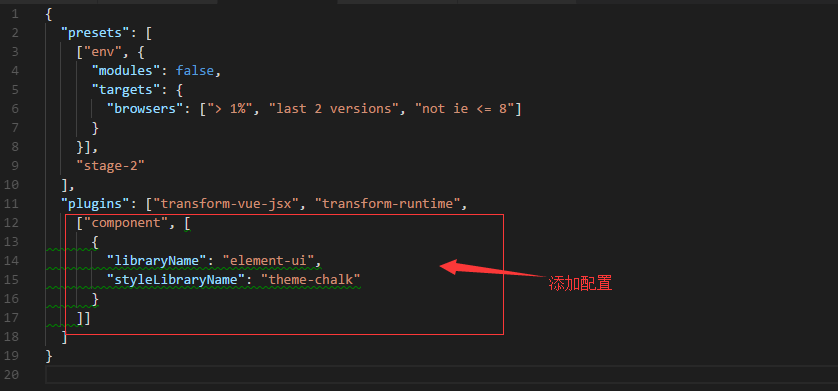 1 {
2   "presets": [
3     ["env", {
4       "modules": false,
5       "targets": {
6         "browsers": ["> 1%", "last 2 versions", "not ie <= 8"]
7       }
8     }],
9     "stage-2"
10   ],
11   "plugins": ["transform-vue-jsx", "transform-runtime",
12     ["component", [
13       {
14         "libraryName": "element-ui",
15         "styleLibraryName": "theme-chalk"
添加配置
16       }
17     ]]
18   ]
19 }
20